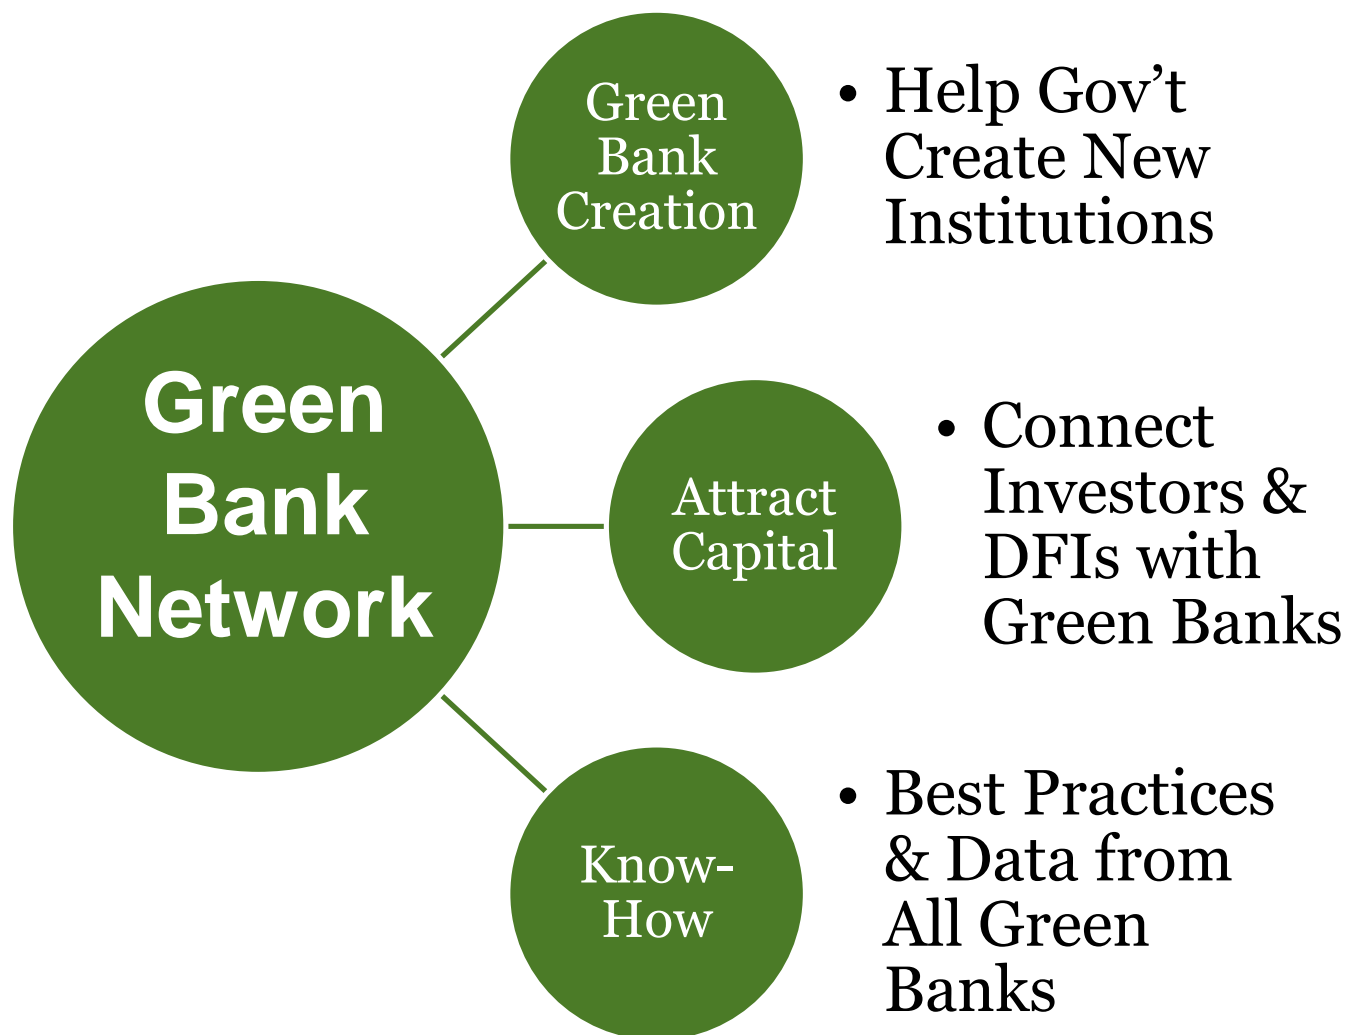 Green
Bank
Network
Green
Bank
Creation
• Help Gov’t
Create New
Institutions
Attract
Capital
• Connect
Investors &
DFIs with
Green Banks
Know-
How
• Best Practices
& Data from
All Green
Banks